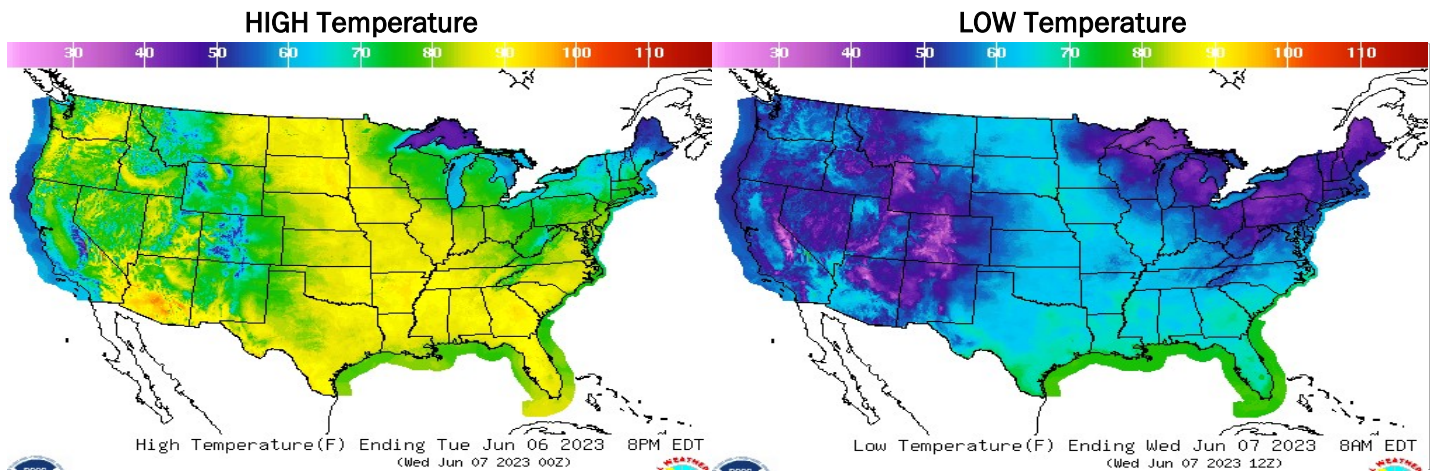 HIGH Temperature
30 40 50 60 70 80 90 100 110
High Temperature(F) Ending Tue Jun 06 2023 8PM EDT
(Wed Jun 07 2023 00Z)
LOW Temperature
30 40 50 60 70 80 90 100 110
Low Temperature(F) Ending Wed Jun 07 2023 8AM EDT
(Wed Jun 07 2023 12Z)